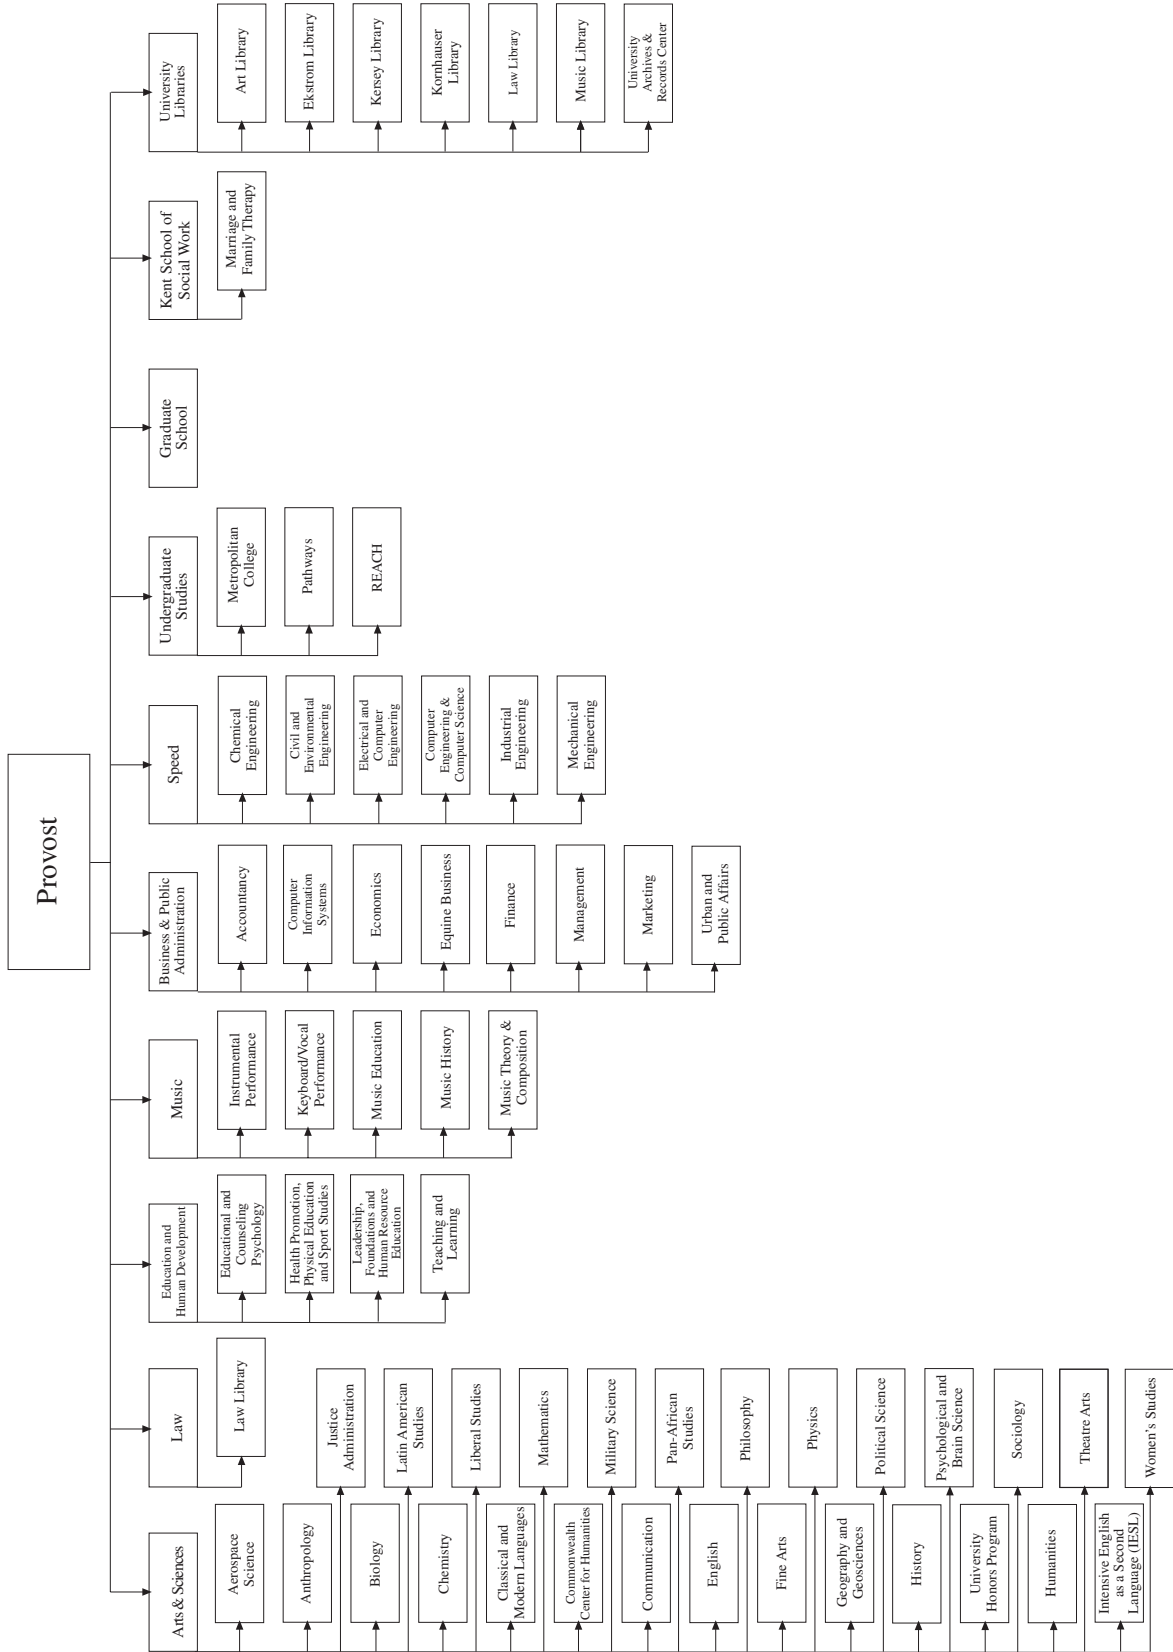 Provost
Arts & Sciences
Aerospace
Science
Anthropology
Biology
Chemistry
Classical and
Modern Languages
Commonwealth
Center for Humanities
Communication
English
Fine Arts
Geography and
Geosciences
History
University
Honors Program
Humanities
Intensive English
as a Second
Language (IESL)
Justice
Administration
Latin American
Studies
Liberal Studies
Mathematics
Military Science
Pan-African
Studies
Philosophy
Physics
Political Science
Psychological and
Brain Science
Sociology
Theatre Arts
Women's Studies
Law
Law Library
Education and
Human Development
Educational and
Counseling
Psychology
Health Promotion,
Physical Education
and Sport Studies
Leadership,
Foundations and
Human Resource
Education
Teaching and
Learning
Music
Instrumental
Performance
Keyboard/Vocal
Performance
Music Education
Music History
Music Theory &
Composition
Business & Public
Administration
Accountancy
Computer
Information
Systems
Economics
Equine Business
Finance
Management
Marketing
Urban and
Public Affairs
Speed
Chemical
Engineering
Civil and
Environmental
Engineering
Electrical and
Computer
Engineering
Computer
Engineering &
Computer Science
Industrial
Engineering
Mechanical
Engineering
Undergraduate
Studies
Metropolitan
College
Pathways
REACH
Graduate
School
Kent School of
Social Work
Marriage and
Family Therapy
University
Libraries
Art Library
Ekstrom Library
Kersey Library
Kornhauser
Library
Law Library
Music Library
University
Archives &
Records Center